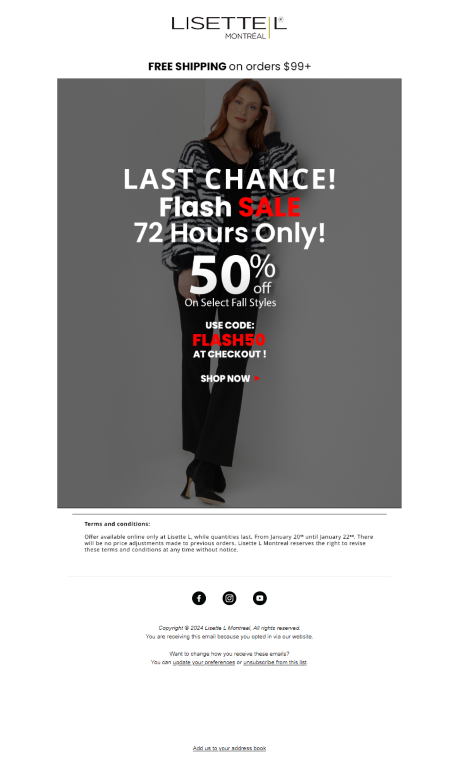 LISETTE L
MONTRÉAL
FREE SHIPPING on orders $99+
LAST CHANCE!
Flash SALE
72 Hours Only!
50% off
On Select Fall Styles
USE CODE:
FLASH50
AT CHECKOUT !
SHOP NOW
Terms and conditions:
Offer available online only at Lisette L, while quantities last. From January 20th until January 22nd. There
will be no price adjustments made to previous orders. Lisette L Montreal reserves the right to revise
these terms and conditions at any time without notice.
Copyright © 2024 Lisette L Montreal, All rights reserved.
You are receiving this email because you opted in via our website.
Want to change how you receive these emails?
You can update your preferences or unsubscribe from this list
Add us to your address book